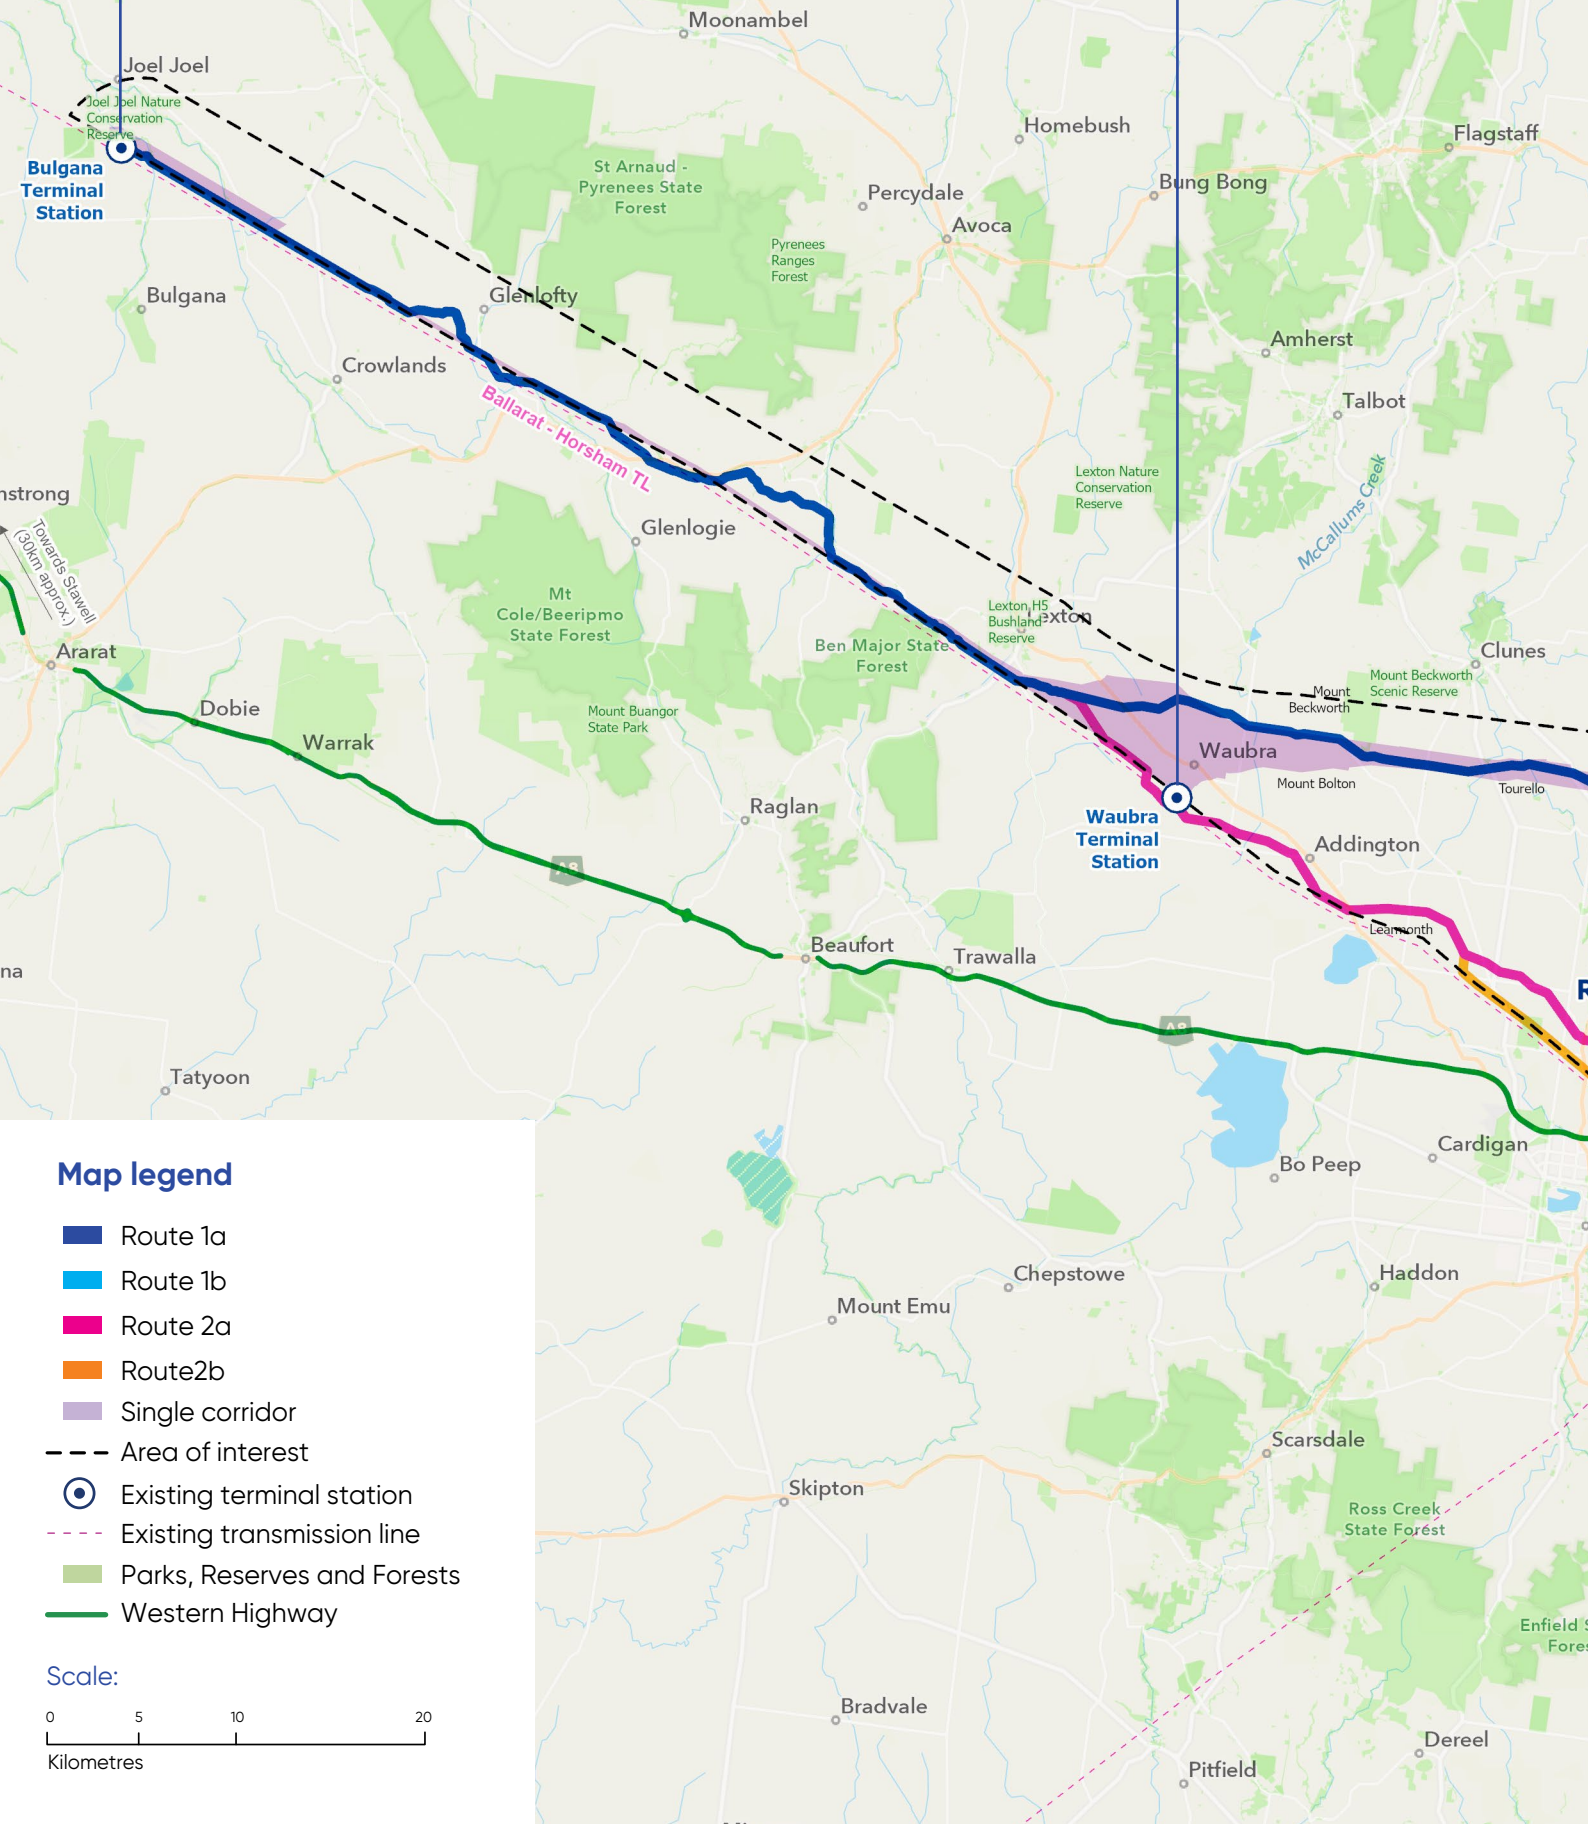 Moonambel
Joel Joel
Joel Joel Nature
Conservation
Reserve
Homebush
Flagstaff
Bulgana
Terminal
Station
St Arnaud -
Pyrenees State
Forest
Percydale
Bung Bong
Avoca
Pyrenees
Ranges
Forest
Bulgana
Glenlofty
Amherst
Crowlands
Talbot
Ballarat - Horsham TL
Lexton Nature
Conservation
Reserve
McCallums Creek
nstrong
Towards Stawell
(30km approx.)
Glenlogie
Mt
Cole/Beeripmo
State Forest
Lexton H5
Bushland
Reserve
exton
Ben Major State
Forest
Clunes
Ararat
Mount Beckworth
Scenic Reserve
Mount
Beckworth
Dobie
Mount Buangor
State Park
Warrak
Waubra
Mount Bolton
Tourello
Raglan
Waubra
Terminal
Station
Addington
A8
Learmonth
Beaufort
Trawalla
na
R
A8
Tatyoon
Cardigan
Bo Peep
Map legend
Route 1a
Route 1b
Route 2a
Route2b
Single corridor
Area of interest
Existing terminal station
Existing transmission line
Parks, Reserves and Forests
Western Highway
Scale:
0 5 10 20
Kilometres
Chepstowe
Haddon
Mount Emu
Scarsdale
Skipton
Ross Creek
State Forest
Enfield S
Fores
Bradvale
Dereel
Pitfield